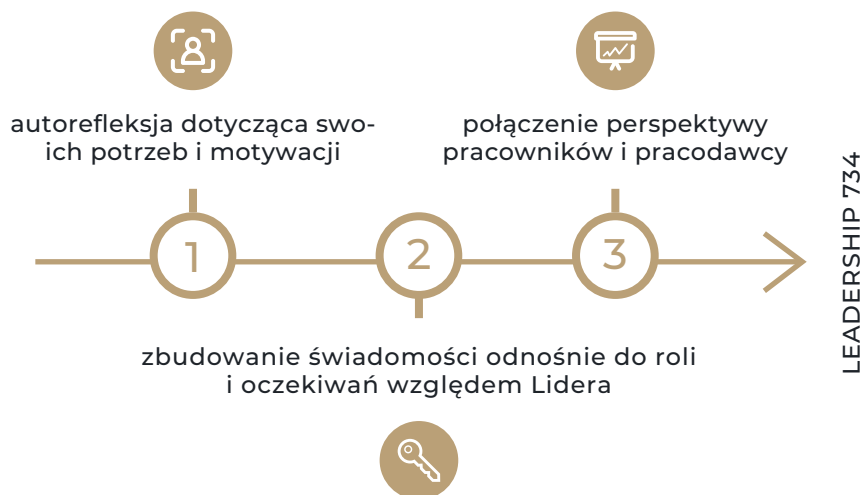 autorefleksja dotycząca swo-
ich potrzeb i motywacji
połączenie perspektywy
pracowników i pracodawcy
1
2
3
zbudowanie świadomości odnośnie do roli
i oczekiwań względem Lidera
LEADERSHIP 734